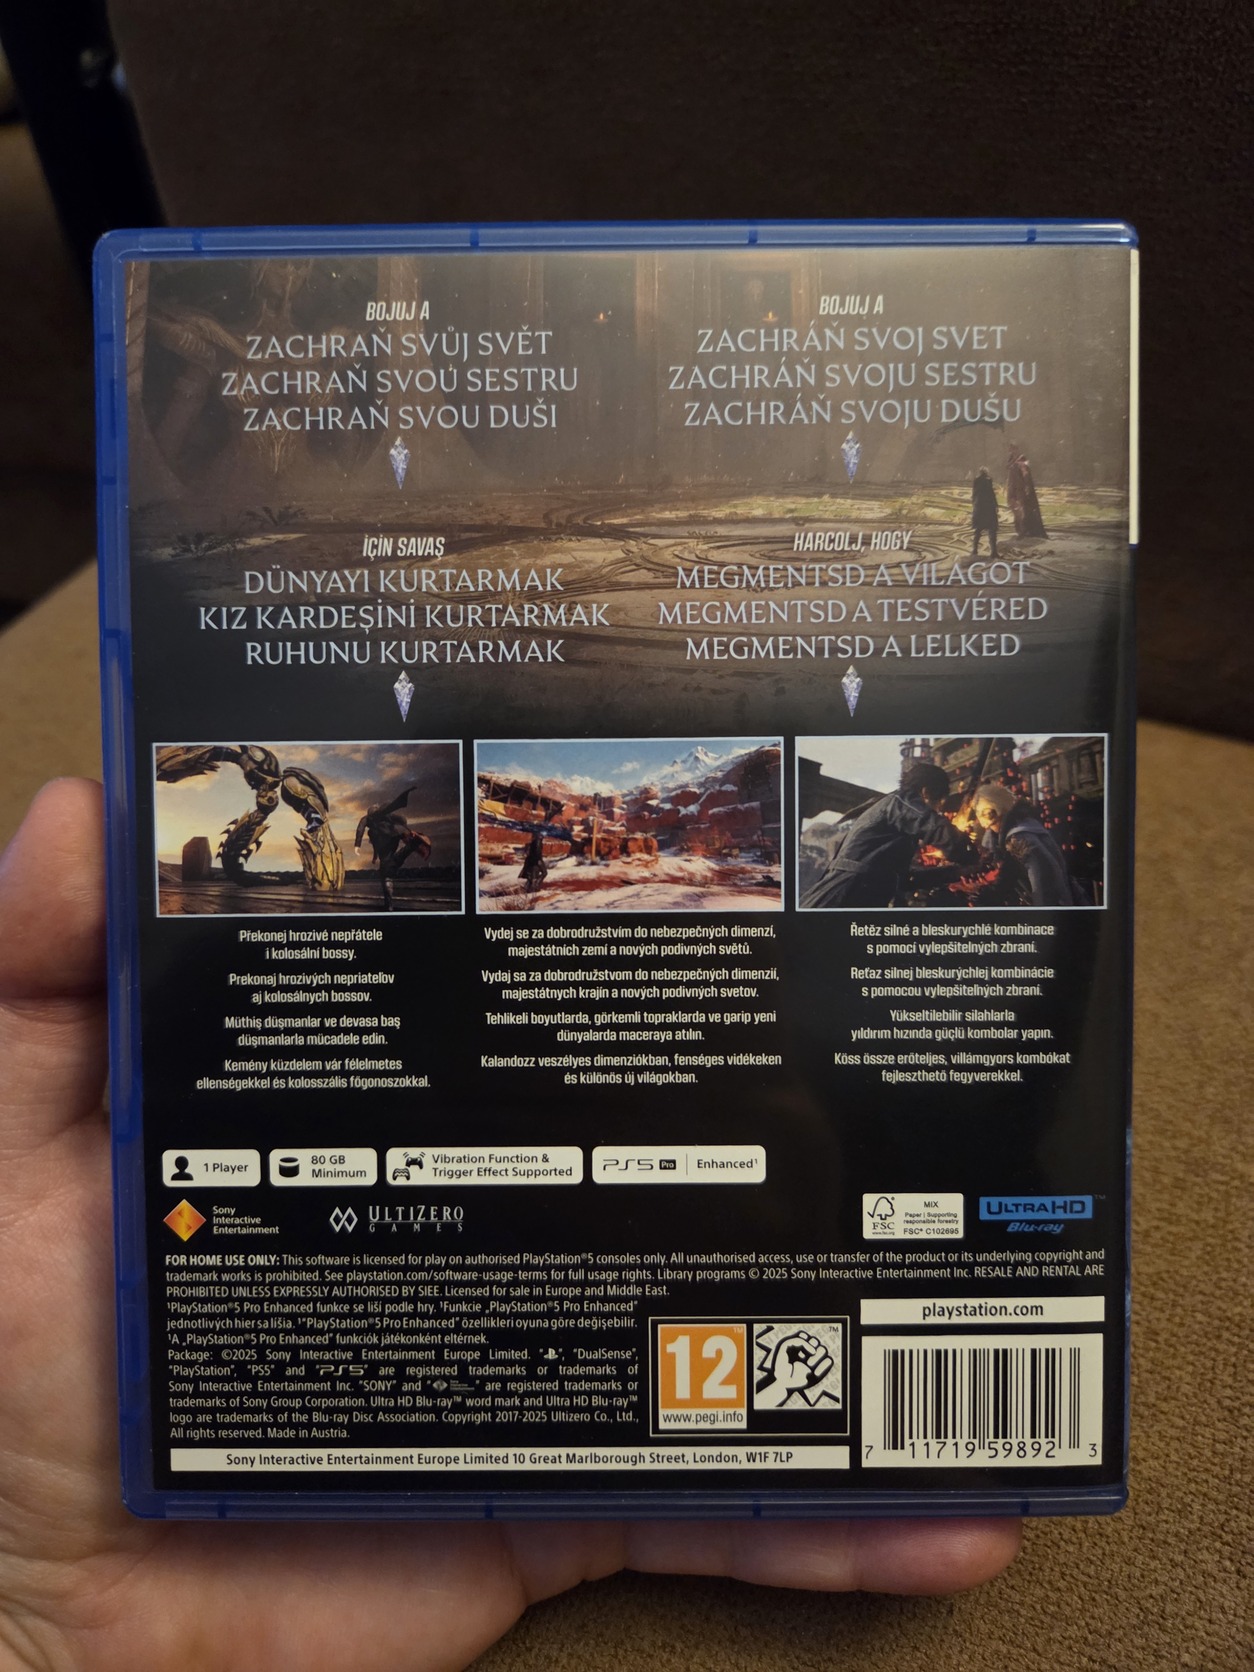 BOJUJ A
ZACHRAŇ SVŮJ SVĚT
ZACHRAŇ SVOU SESTRU
ZACHRAŇ SVOU DUŠI
BOJUJ A
ZACHRÁŇ SVOJ SVET
ZACHRÁŇ SVOJU SESTRU
ZACHRÁŇ SVOJU DUŠU
İÇİN SAVAŞ
DÜNYAYI KURTARMAK
KIZ KARDEŞİNİ KURTARMAK
RUHUNU KURTARMAK
HARCOLJ, HOGY
MEGMENTSD A VILÁGOT
MEGMENTSD A TESTVÉRED
MEGMENTSD A LELKED
Překonej hrozivé nepřátele
i kolosální bossy.
Prekonaj hrozivých nepriateľov
aj kolosálnych bossov.
Müthiş düşmanlar ve devasa baş
düşmanlarla mücadele edin.
Kemény küzdelem vár félelmetes
ellenségekkel és kolosszális főgonoszokkal.
Vydej se za dobrodružstvím do nebezpečných dimenzí,
majestátních zemí a nových podivných světů.
Vydaj sa za dobrodružstvom do nebezpečných dimenzií,
majestátnych krajín a nových podivných svetov.
Tehlikeli boyutlarda, görkemli topraklarda ve garip yeni
dünyalarda maceraya atılın.
Kalandozz veszélyes dimenziókban, fenséges vidékeken
és különös új világokban.
Řetěz silné a bleskurychlé kombinace
s pomocí vylepšitelných zbraní.
Reťaz silnej bleskurýchlej kombinácie
s pomocou vylepšiteľných zbraní.
Yükseltilebilir silahlarla
yıldırım hızında güçlü kombolar yapın.
Köss össze erőteljes, villámgyors kombókat
fejleszthető fegyverekkel.
1 Player
80 GB
Minimum
Vibration Function &
Trigger Effect Supported
PS5 Pro Enhanced¹
Sony
Interactive
Entertainment
ULTIZERO
GAMES
FSC
www.fsc.org
MIX
Paper | Supporting
responsible forestry
FSC® C102695
ULTRA HD™
Blu-ray
FOR HOME USE ONLY: This software is licensed for play on authorised PlayStation®5 consoles only. All unauthorised access, use or transfer of the product or its underlying copyright and
trademark works is prohibited. See playstation.com/software-usage-terms for full usage rights. Library programs © 2025 Sony Interactive Entertainment Inc. RESALE AND RENTAL ARE
PROHIBITED UNLESS EXPRESSLY AUTHORISED BY SIEE. Licensed for sale in Europe and Middle East.
¹PlayStation®5 Pro Enhanced funkce se liší podle hry. ¹Funkcie „PlayStation®5 Pro Enhanced"
jednotlivých hier sa líšia. ¹"PlayStation®5 Pro Enhanced" özellikleri oyuna göre değişebilir.
¹A „PlayStation®5 Pro Enhanced" funkciók játékonként eltérnek.
Package: ©2025 Sony Interactive Entertainment Europe Limited. "", "DualSense",
"PlayStation", "PS5" and "PS5" are registered trademarks or trademarks of
Sony Interactive Entertainment Inc. "SONY" and "" are registered trademarks or
trademarks of Sony Group Corporation. Ultra HD Blu-ray™ word mark and Ultra HD Blu-ray™
logo are trademarks of the Blu-ray Disc Association. Copyright 2017-2025 Ultizero Co., Ltd.,
All rights reserved. Made in Austria.
12™
www.pegi.info
™
playstation.com
7 11719 59892 3
Sony Interactive Entertainment Europe Limited 10 Great Marlborough Street, London, W1F 7LP